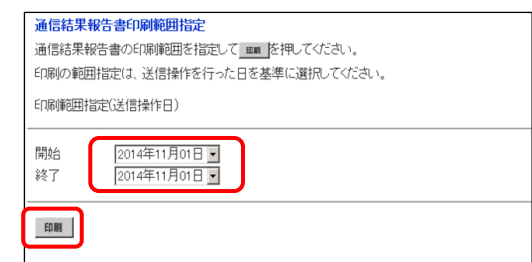 通信結果報告書印刷範囲指定
通信結果報告書の印刷範囲を指定して 印刷 を押してください。
印刷の範囲指定は、送信操作を行った日を基準に選択してください。
印刷範囲指定(送信操作日)
開始 2014年11月01日
終了 2014年11月01日
印刷